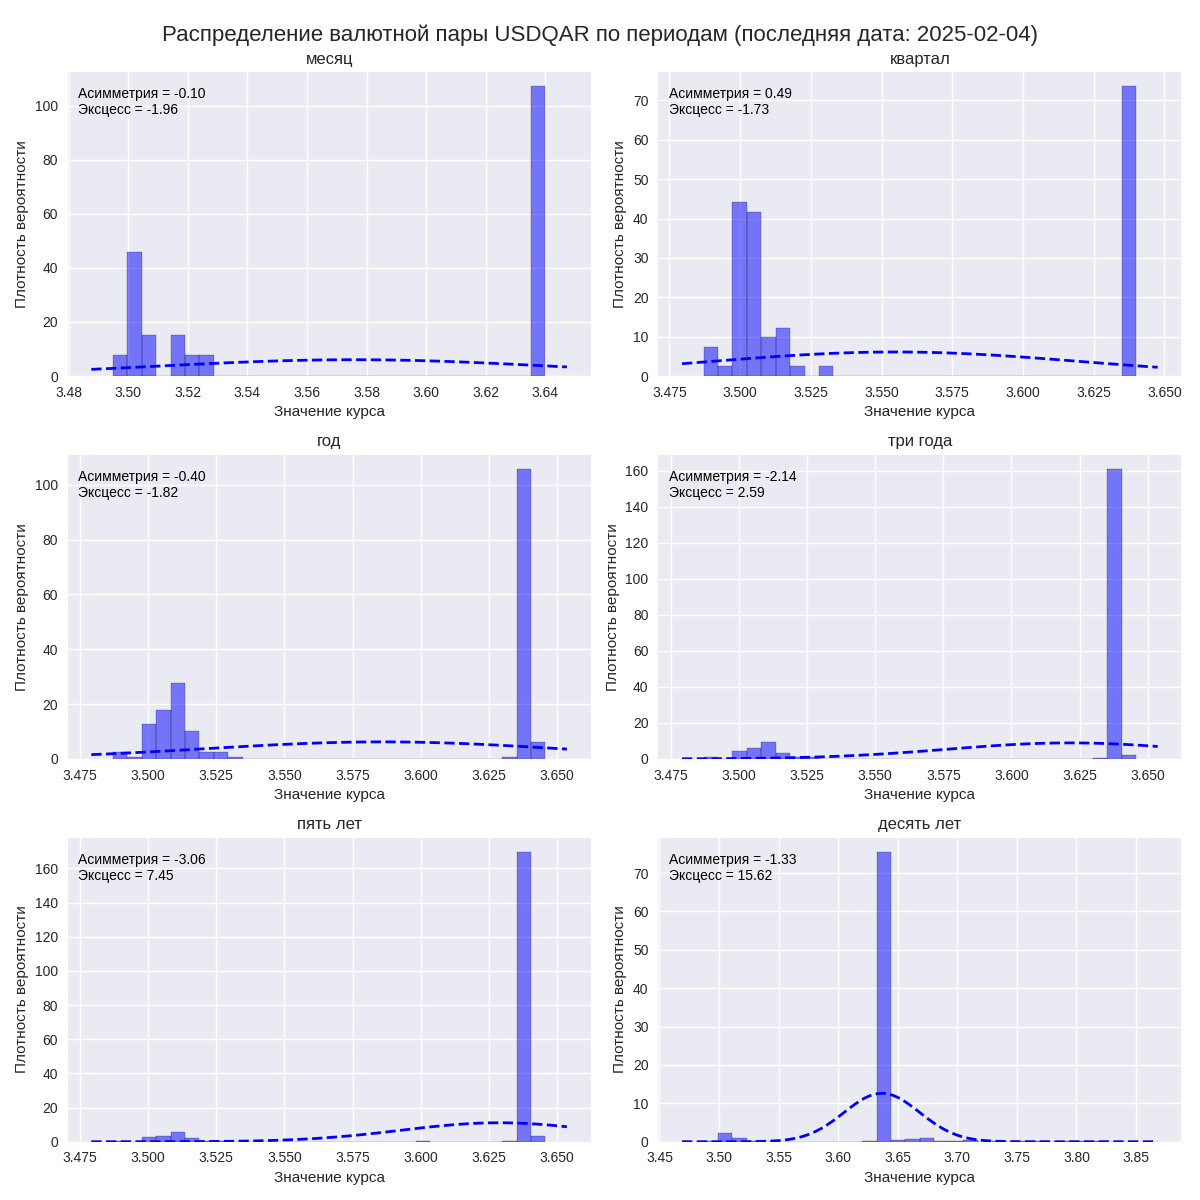 Распределение валютной пары USDQAR по периодам (последняя дата: 2025-02-04)
месяц
Асимметрия = -0.10
Эксцесс = -1.96
Плотность вероятности
100
80
60
40
20
0
3.48 3.50 3.52 3.54 3.56 3.58 3.60 3.62 3.64
Значение курса
квартал
Асимметрия = 0.49
Эксцесс = -1.73
Плотность вероятности
70
60
50
40
30
20
10
0
3.475 3.500 3.525 3.550 3.575 3.600 3.625 3.650
Значение курса
год
Асимметрия = -0.40
Эксцесс = -1.82
Плотность вероятности
100
80
60
40
20
0
3.475 3.500 3.525 3.550 3.575 3.600 3.625 3.650
Значение курса
три года
Асимметрия = -2.14
Эксцесс = 2.59
Плотность вероятности
160
140
120
100
80
60
40
20
0
3.475 3.500 3.525 3.550 3.575 3.600 3.625 3.650
Значение курса
пять лет
Асимметрия = -3.06
Эксцесс = 7.45
Плотность вероятности
160
140
120
100
80
60
40
20
0
3.475 3.500 3.525 3.550 3.575 3.600 3.625 3.650
Значение курса
десять лет
Асимметрия = -1.33
Эксцесс = 15.62
Плотность вероятности
70
60
50
40
30
20
10
0
3.45 3.50 3.55 3.60 3.65 3.70 3.75 3.80 3.85
Значение курса